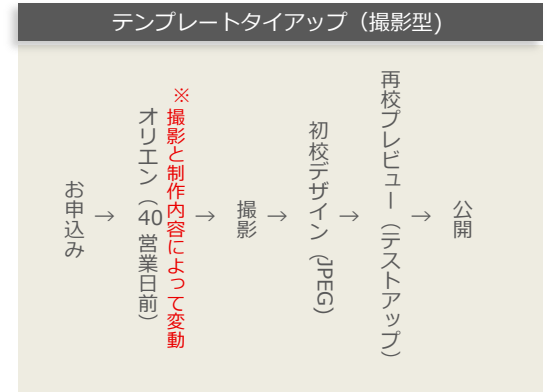 テンプレートタイアップ（撮影型)
お申込み
→
オリエン（40営業日前）
※撮影と制作内容によって変動
→
撮影
→
初校デザイン（JPEG）
→
再校プレビュー（テストアップ）
→
公開